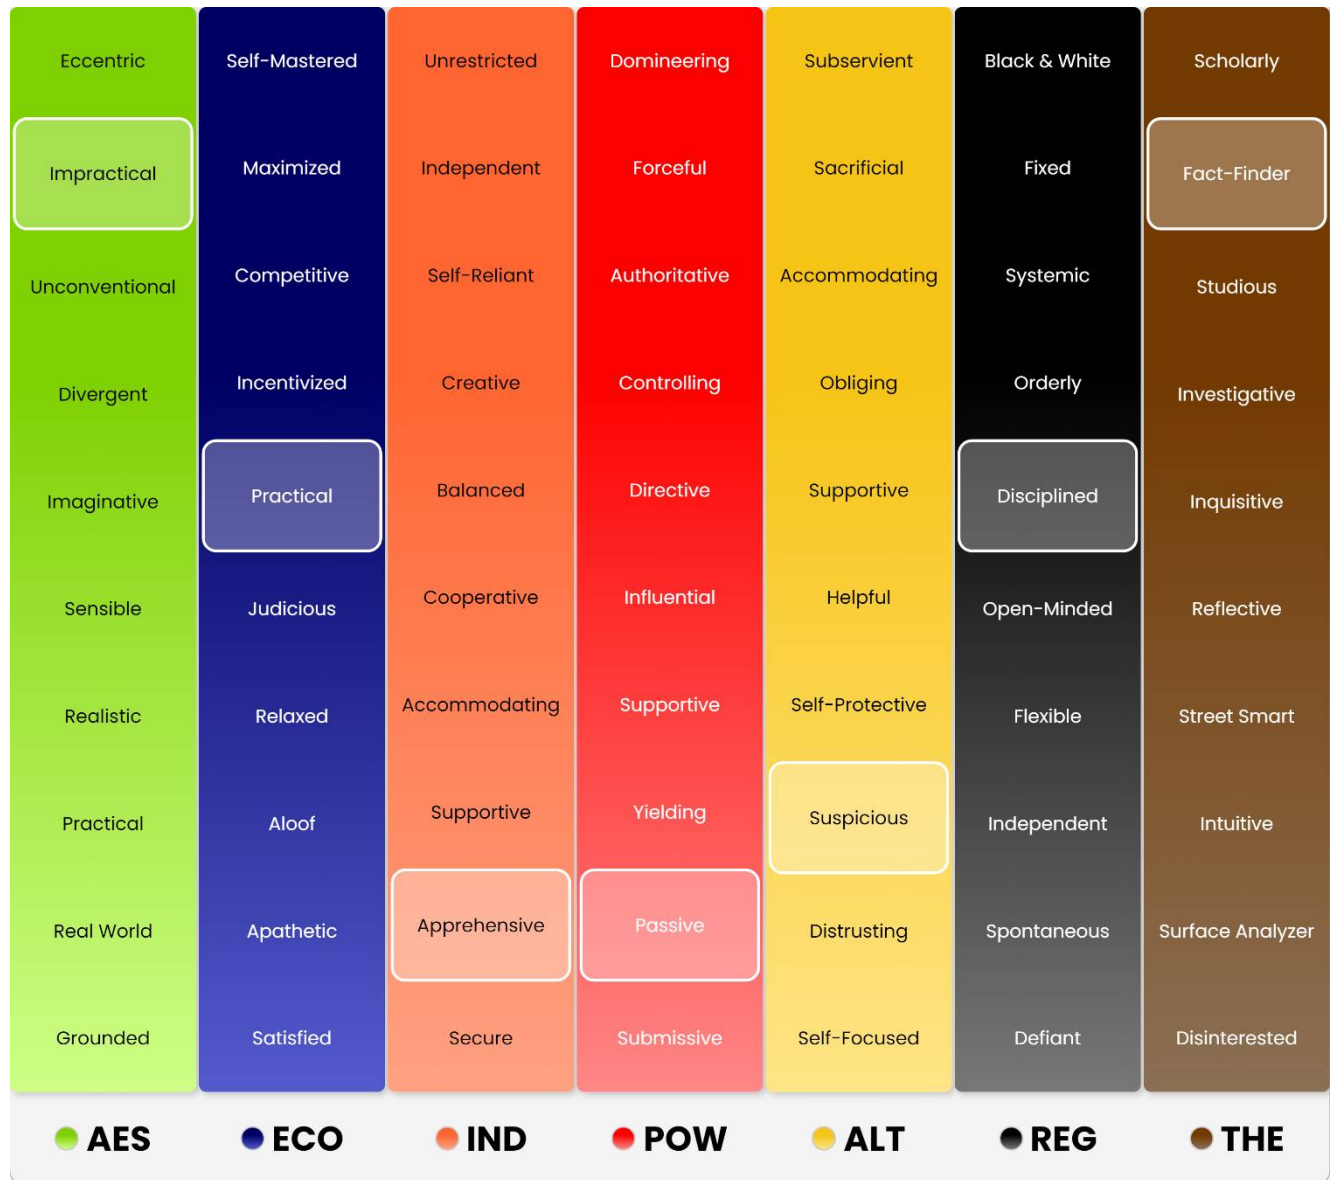 Eccentric Self-Mastered Unrestricted Domineering Subservient Black & White Scholarly
Impractical Maximized Independent Forceful Sacrificial Fixed Fact-Finder
Unconventional Competitive Self-Reliant Authoritative Accommodating Systemic Studious
Divergent Incentivized Creative Controlling Obliging Orderly Investigative
Imaginative Practical Balanced Directive Supportive Disciplined Inquisitive
Sensible Judicious Cooperative Influential Helpful Open-Minded Reflective
Realistic Relaxed Accommodating Supportive Self-Protective Flexible Street Smart
Practical Aloof Supportive Yielding Suspicious Independent Intuitive
Real World Apathetic Apprehensive Passive Distrusting Spontaneous Surface Analyzer
Grounded Satisfied Secure Submissive Self-Focused Defiant Disinterested
AES ECO IND POW ALT REG THE